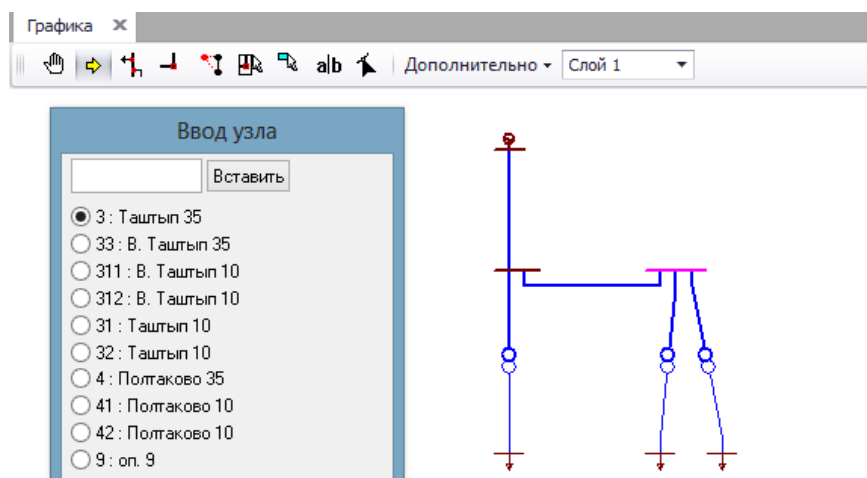 Графика
a|b Дополнительно Слой 1
Ввод узла
Вставить
3 : Таштып 35
33 : В. Таштып 35
311 : В. Таштып 10
312 : В. Таштып 10
31 : Таштып 10
32 : Таштып 10
4 : Полтаково 35
41 : Полтаково 10
42 : Полтаково 10
9 : оп. 9